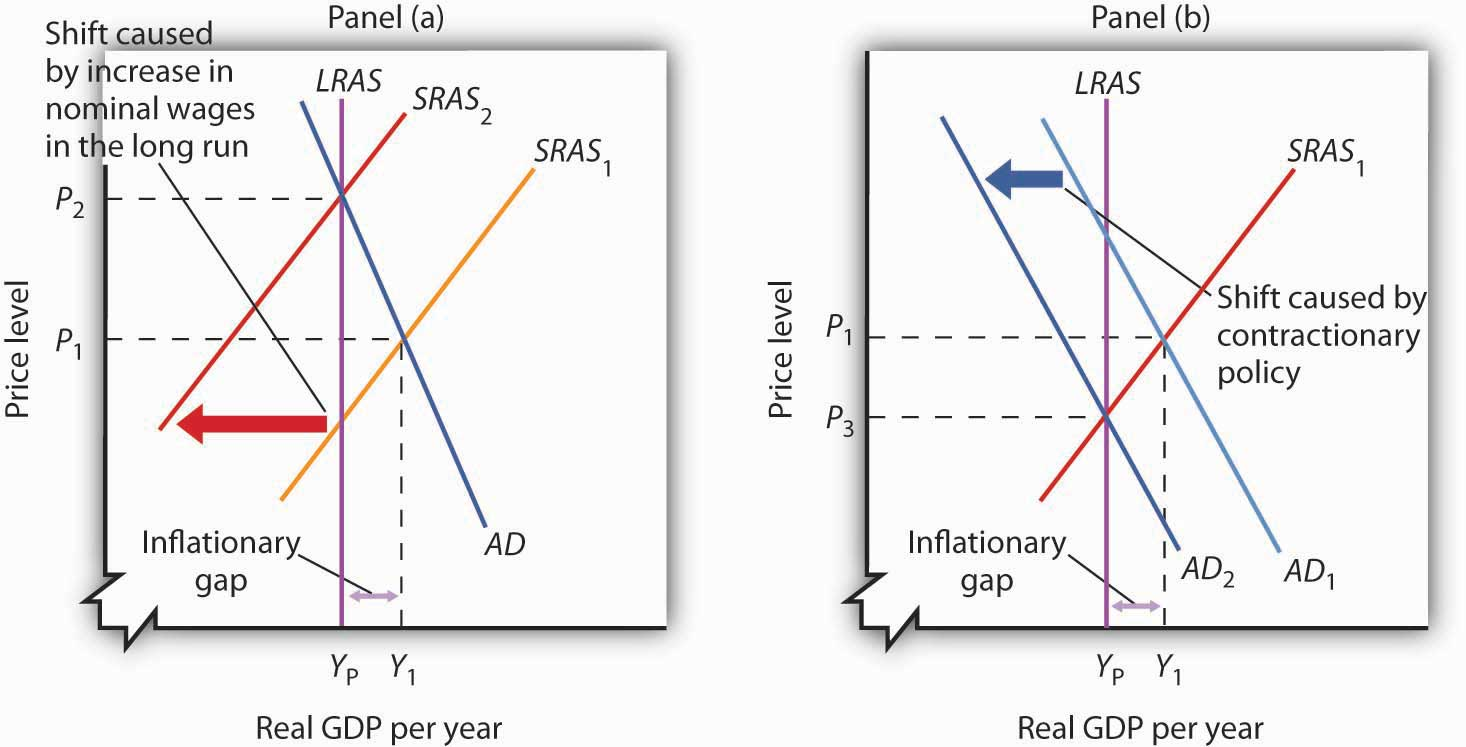 Panel (a)
Shift caused
by increase in
nominal wages
in the long run
LRAS
SRAS2
SRAS1
P2
P1
Price level
Inflationary
gap
AD
YP Y1
Real GDP per year
Panel (b)
LRAS
SRAS1
Shift caused by
contractionary
policy
P1
P3
Price level
Inflationary
gap
AD2
AD1
YP Y1
Real GDP per year